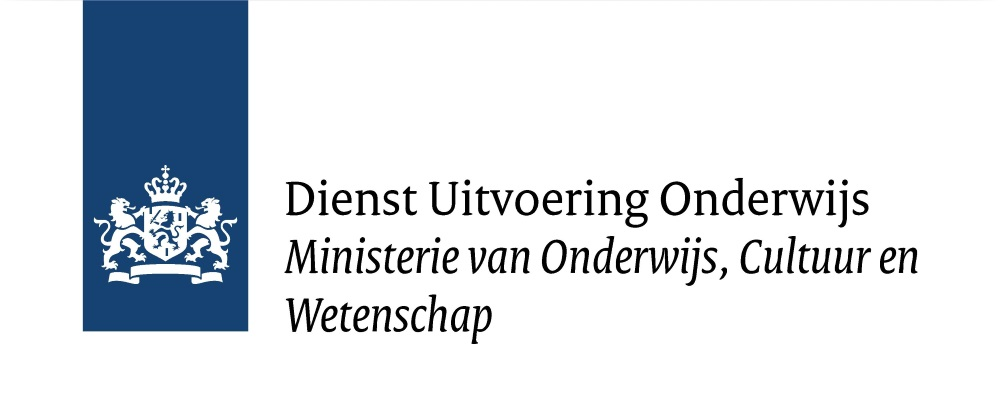 Dienst Uitvoering Onderwijs
Ministerie van Onderwijs, Cultuur en
Wetenschap